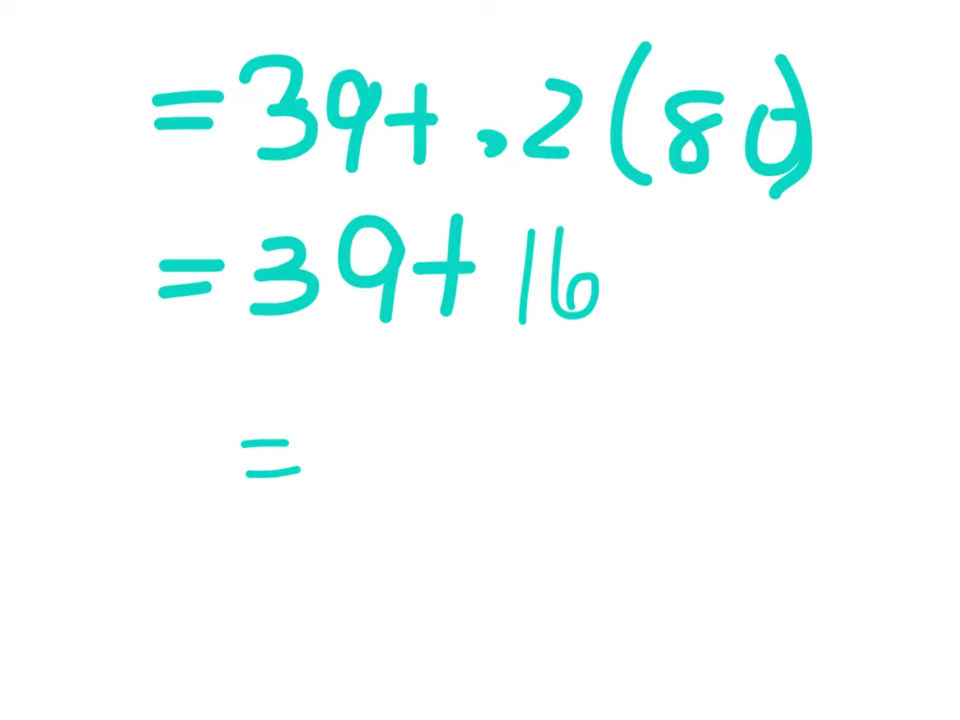 = 39 + .2 (80)
= 39 + 16
=